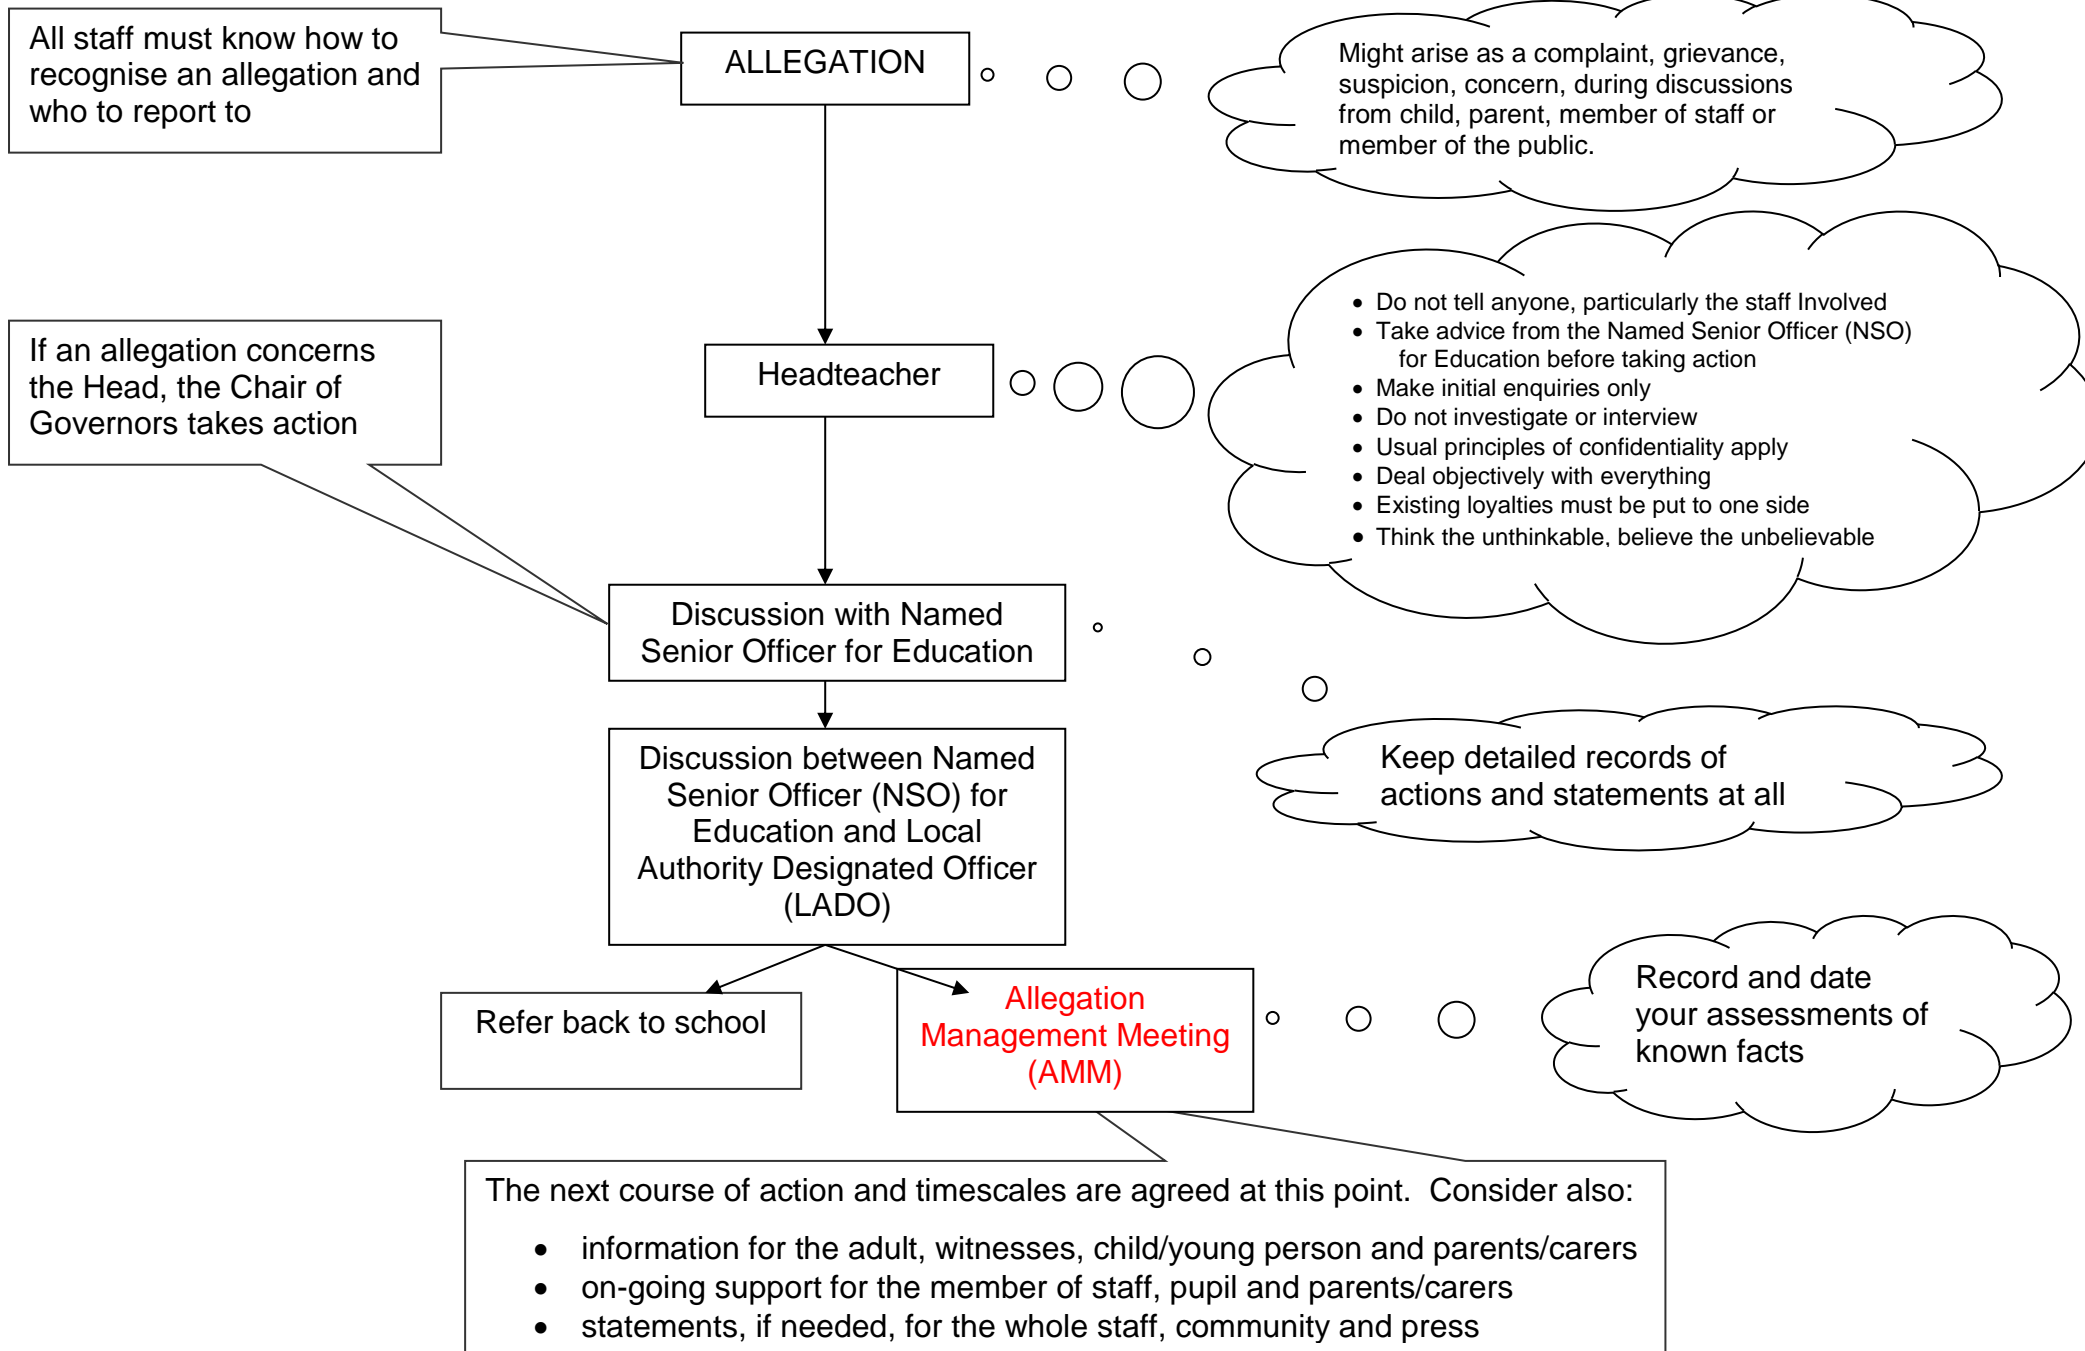 All staff must know how to
recognise an allegation and
who to report to
ALLEGATION
Might arise as a complaint, grievance,
suspicion, concern, during discussions
from child, parent, member of staff or
member of the public.
If an allegation concerns
the Head, the Chair of
Governors takes action
Headteacher
• Do not tell anyone, particularly the staff Involved
• Take advice from the Named Senior Officer (NSO)
for Education before taking action
• Make initial enquiries only
• Do not investigate or interview
• Usual principles of confidentiality apply
• Deal objectively with everything
• Existing loyalties must be put to one side
• Think the unthinkable, believe the unbelievable
Discussion with Named
Senior Officer for Education
Keep detailed records of
actions and statements at all
Discussion between Named
Senior Officer (NSO) for
Education and Local
Authority Designated Officer
(LADO)
Refer back to school
Allegation
Management Meeting
(AMM)
Record and date
your assessments of
known facts
The next course of action and timescales are agreed at this point.  Consider also:
• information for the adult, witnesses, child/young person and parents/carers
• on-going support for the member of staff, pupil and parents/carers
• statements, if needed, for the whole staff, community and press